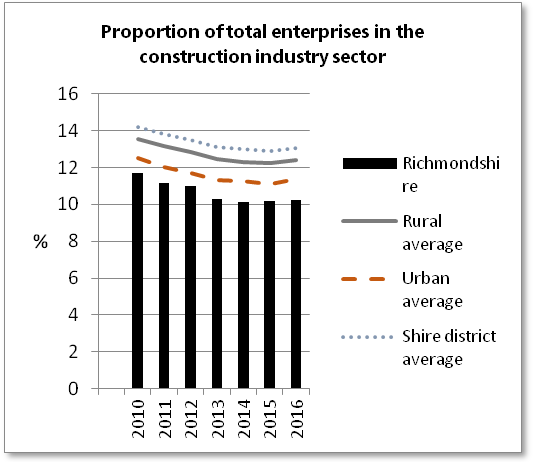 Proportion of total enterprises in the
construction industry sector
16
14
12
10
8
6
4
2
0
%
2010
2011
2012
2013
2014
2015
2016
Richmondshi
re
Rural
average
Urban
average
Shire district
average